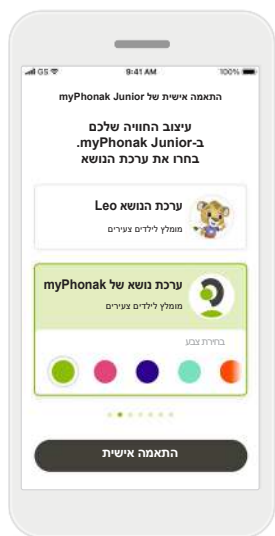 G5 9:41 AM 100%
התאמה אישית של myPhonak Junior
עיצוב החוויה שלכם
ב-myPhonak Junior.
בחרו את ערכת הנושא
ערכת הנושא Leo
מומלץ לילדים צעירים
ערכת נושא של myPhonak
מומלץ לילדים צעירים
בחירת צבע
התאמה אישית